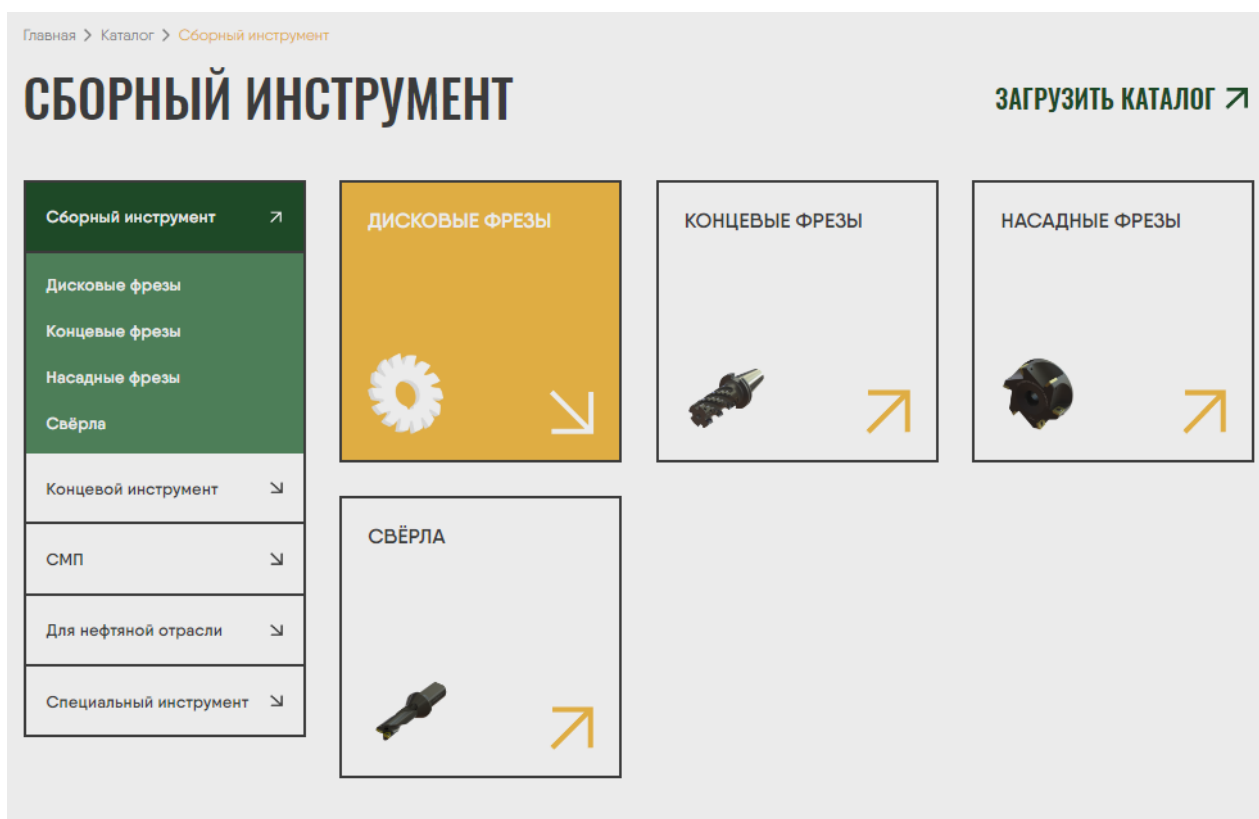 Главная > Каталог > Сборный инструмент
СБОРНЫЙ ИНСТРУМЕНТ
ЗАГРУЗИТЬ КАТАЛОГ
Сборный инструмент
Дисковые фрезы
Концевые фрезы
Насадные фрезы
Свёрла
Концевой инструмент
СМП
Для нефтяной отрасли
Специальный инструмент
ДИСКОВЫЕ ФРЕЗЫ
КОНЦЕВЫЕ ФРЕЗЫ
НАСАДНЫЕ ФРЕЗЫ
СВЁРЛА